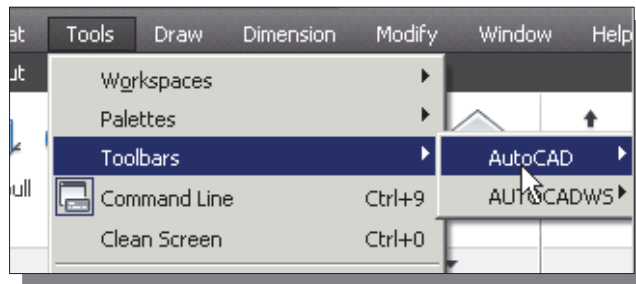 at Tools Draw Dimension Modify Window Help
ut
Workspaces
Palettes
Toolbars AutoCAD
ull Command Line Ctrl+9 AUTOCADWS
Clean Screen Ctrl+0